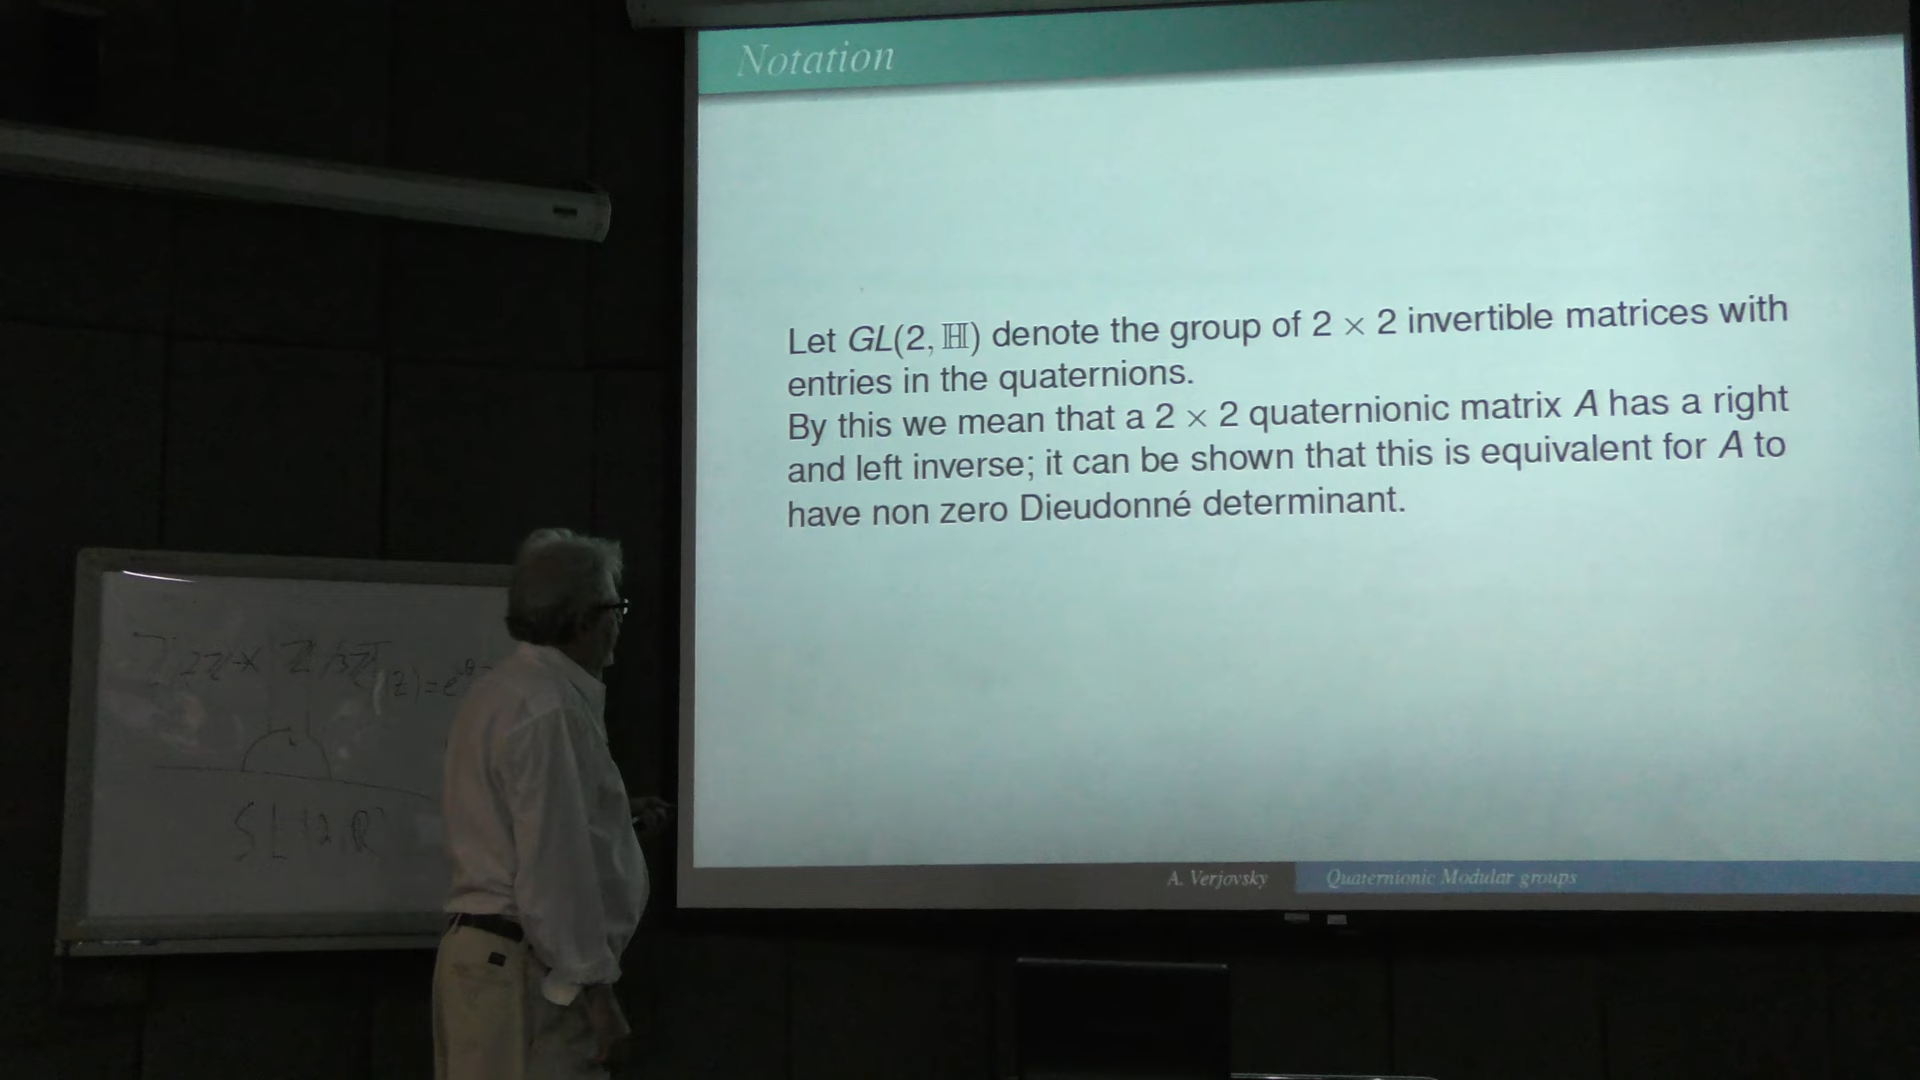 Notation
Let GL(2, ℍ) denote the group of 2 × 2 invertible matrices with
entries in the quaternions.
By this we mean that a 2 × 2 quaternionic matrix A has a right
and left inverse; it can be shown that this is equivalent for A to
have non zero Dieudonné determinant.
A. Verjovsky Quaternionic Modular groups